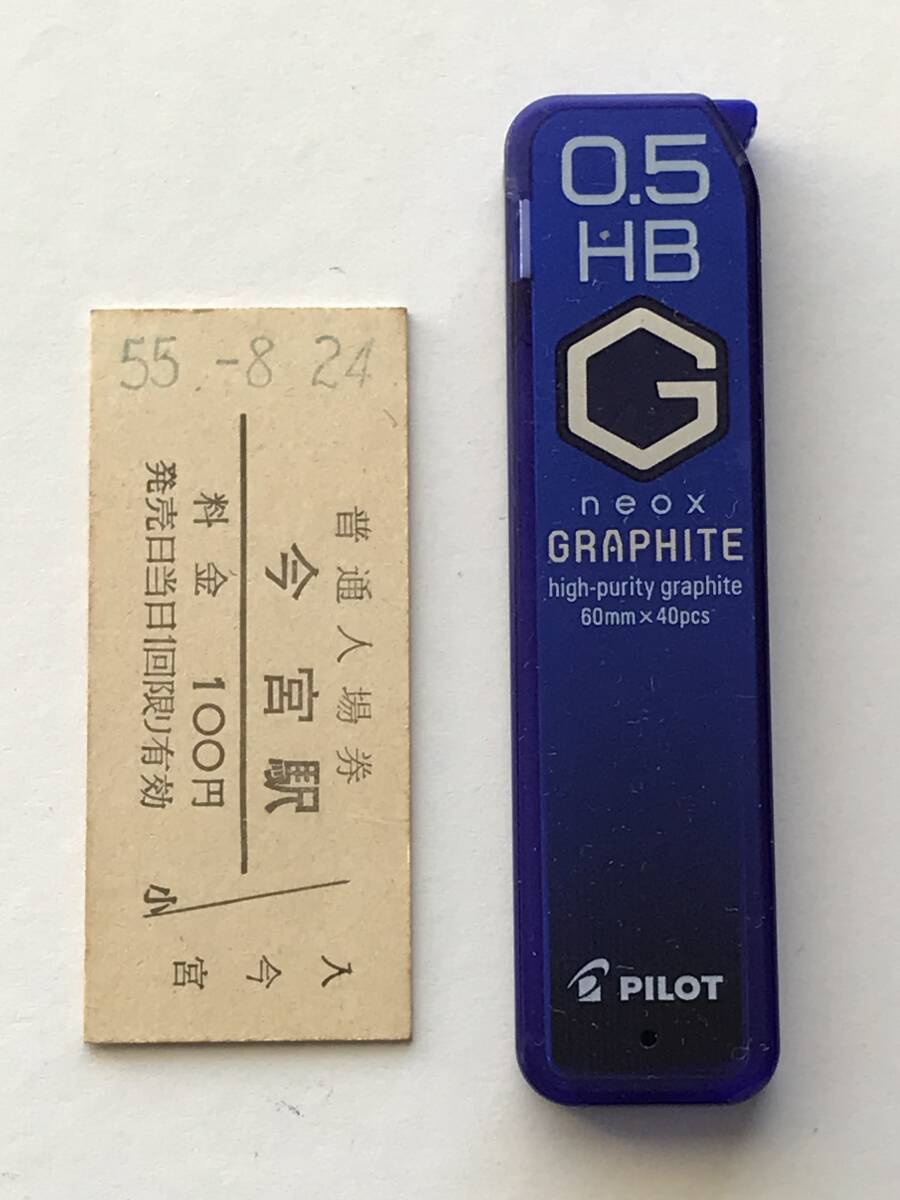 55 -8 24
普通入場券
今宮駅
料金 100円
発売日当日1回限り有効
小
入
今
宮
0.5
HB
G
neox
GRAPHITE
high-purity graphite
60mm×40pcs
PILOT